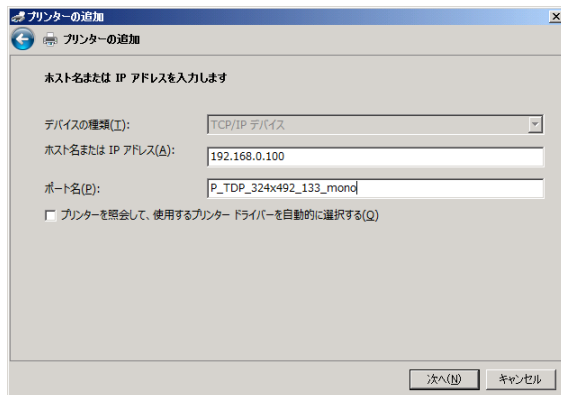 プリンターの追加
プリンターの追加
ホスト名または IP アドレスを入力します
デバイスの種類(T): TCP/IP デバイス
ホスト名または IP アドレス(A): 192.168.0.100
ポート名(P): P_TDP_324x492_133_mono
プリンターを照会して、使用するプリンター ドライバーを自動的に選択する(Q)
次へ(N) キャンセル